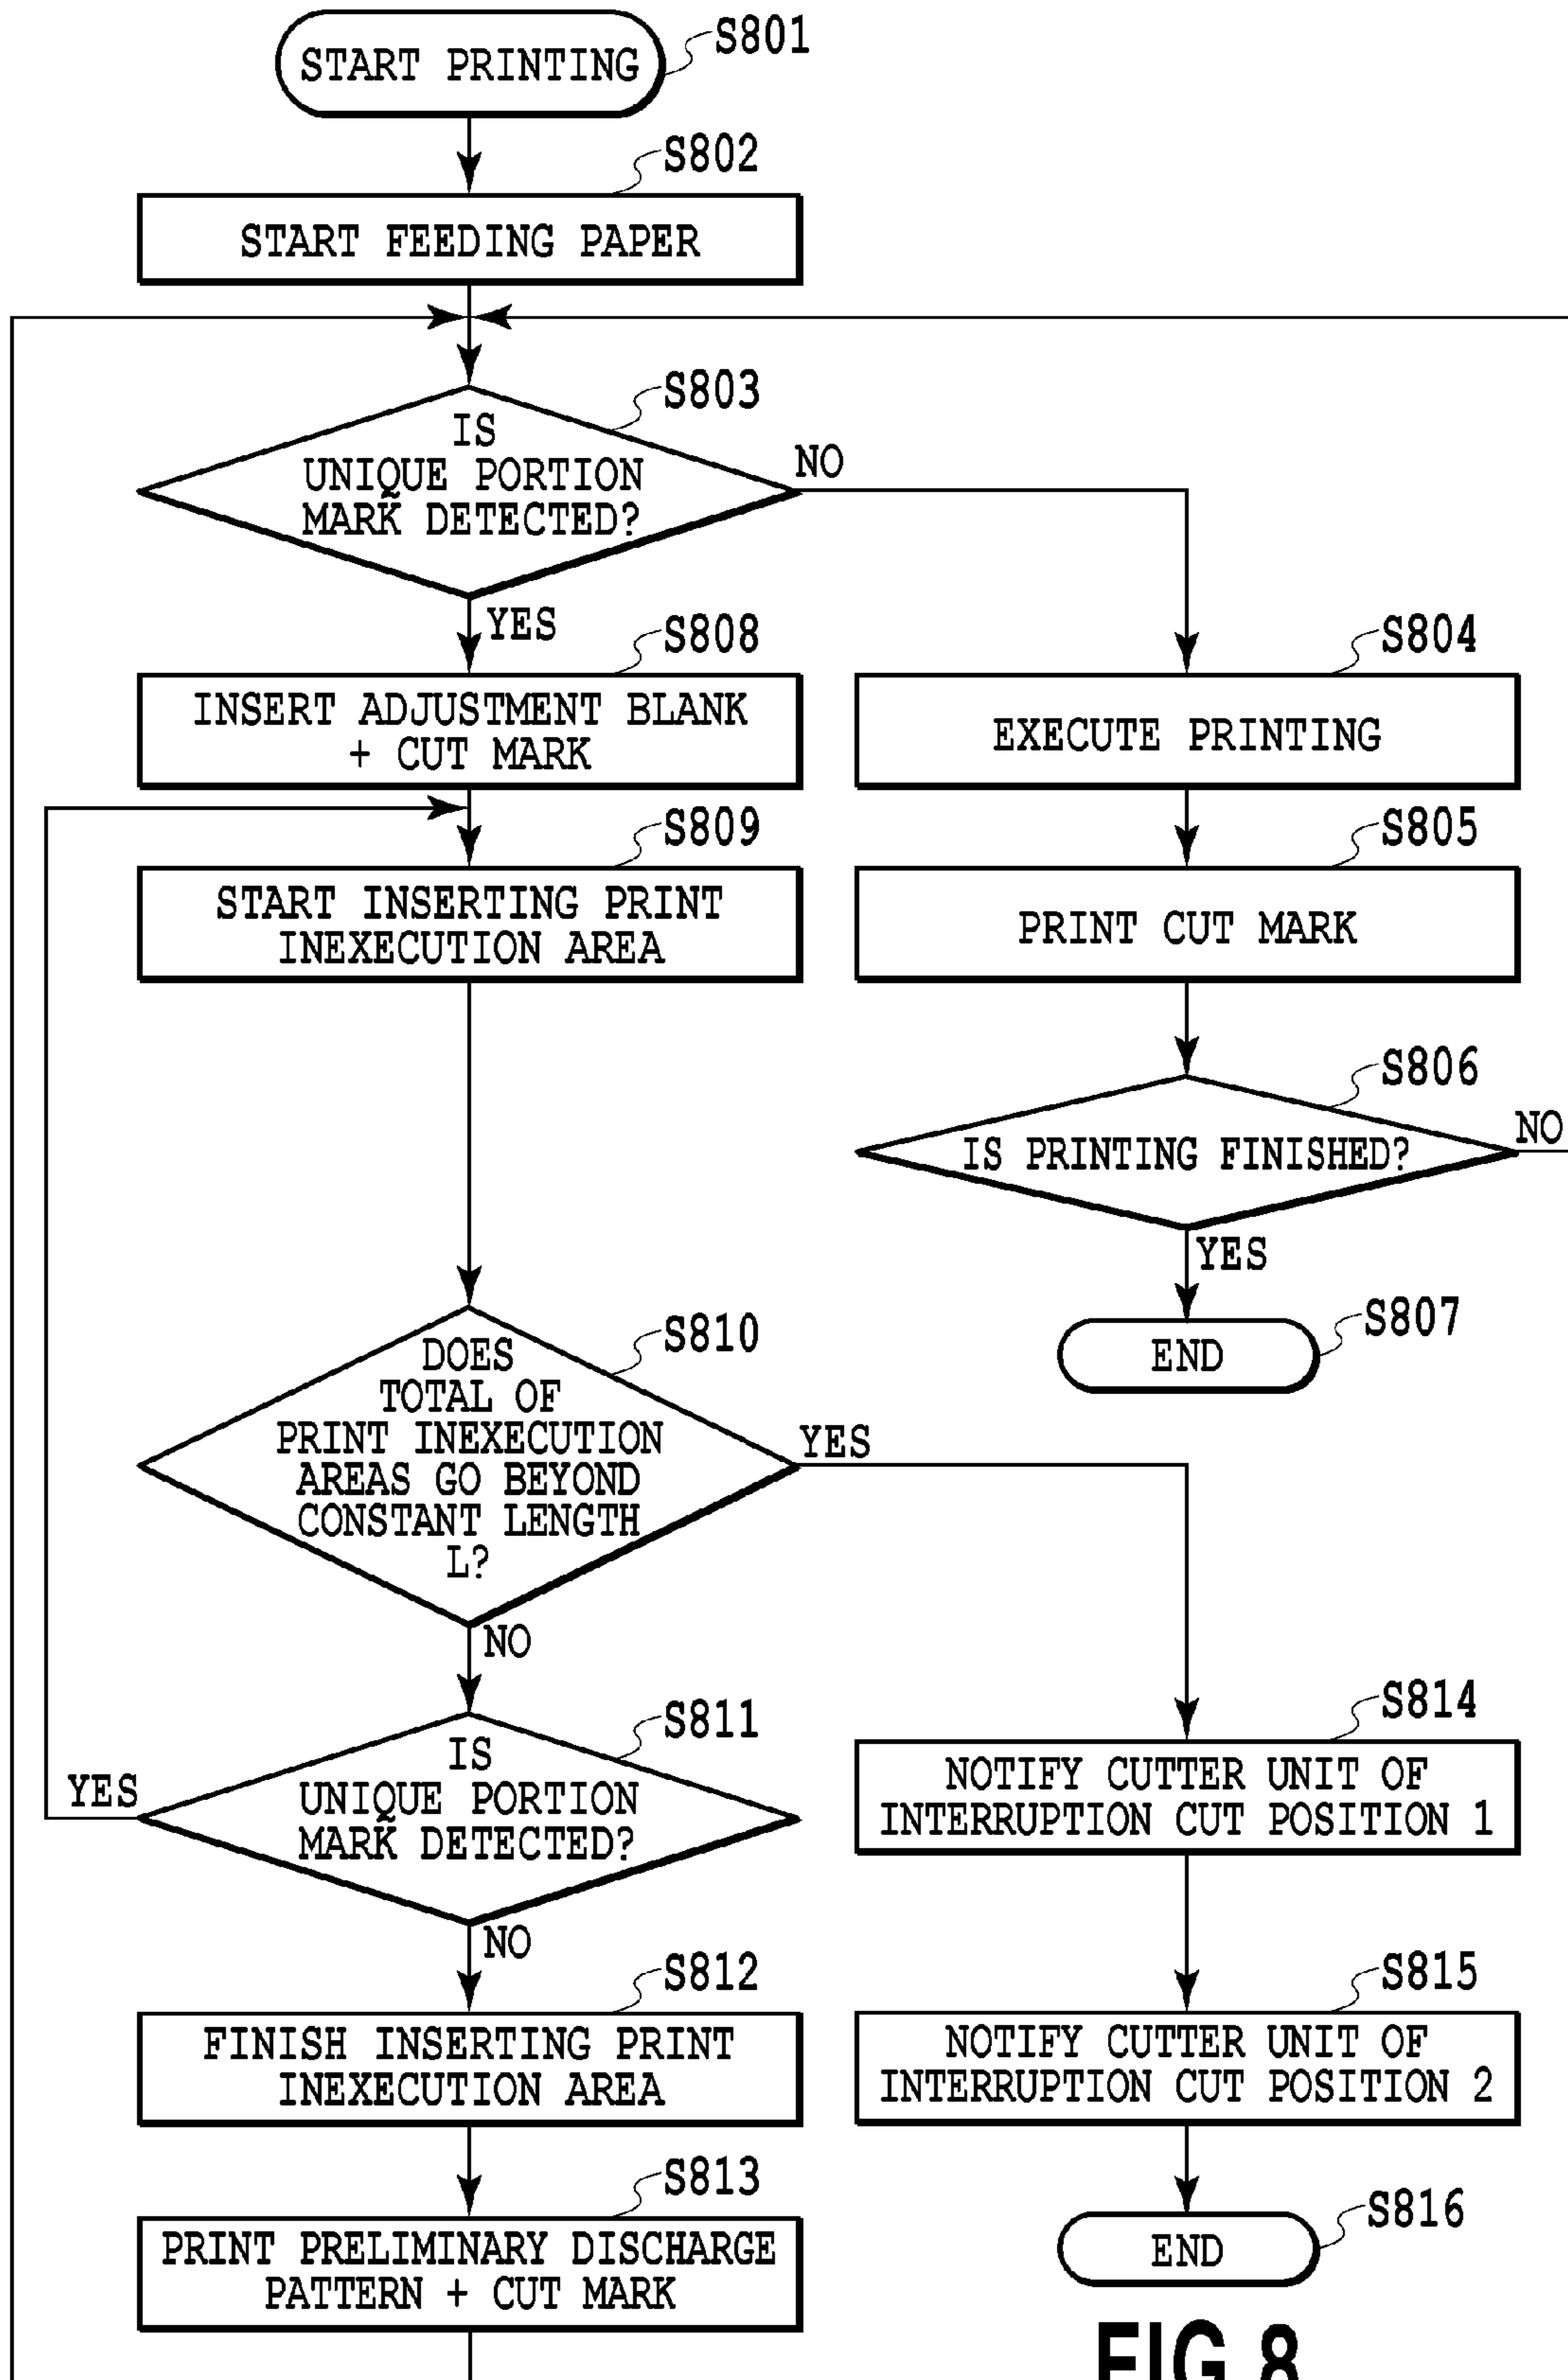 START PRINTING
S801
S802
START FEEDING PAPER
S803
IS
UNIQUE PORTION
MARK DETECTED?
NO
YES
S808
INSERT ADJUSTMENT BLANK
+ CUT MARK
S804
EXECUTE PRINTING
S809
START INSERTING PRINT
INEXECUTION AREA
S805
PRINT CUT MARK
S806
IS PRINTING FINISHED?
NO
YES
S807
END
S810
DOES
TOTAL OF
PRINT INEXECUTION
AREAS GO BEYOND
CONSTANT LENGTH
L?
YES
NO
S811
IS
UNIQUE PORTION
MARK DETECTED?
YES
NO
S814
NOTIFY CUTTER UNIT OF
INTERRUPTION CUT POSITION 1
S812
FINISH INSERTING PRINT
INEXECUTION AREA
S815
NOTIFY CUTTER UNIT OF
INTERRUPTION CUT POSITION 2
S813
PRINT PRELIMINARY DISCHARGE
PATTERN + CUT MARK
S816
END
FIG.8